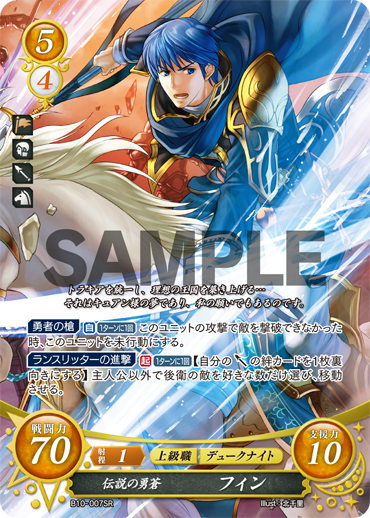 5
4
SAMPLE
トラキアを統一し、理想の王国を築き上げる…
それはキュアン様の夢であり、私の願いでもあるのです。
勇者の槍 自 1ターンに1回 このユニットの攻撃で敵を撃破できなかった
時、このユニットを未行動にする。
ランスリッターの進撃 起 1ターンに1回 【自分の の絆カードを1枚裏
向きにする】主人公以外で後衛の敵を好きな数だけ選び、移動
させる。
戦闘力
70
射程 1
上級職 デュークナイト
支援力
10
伝説の勇蒼 フィン
B10-007SR
Illust.北千里